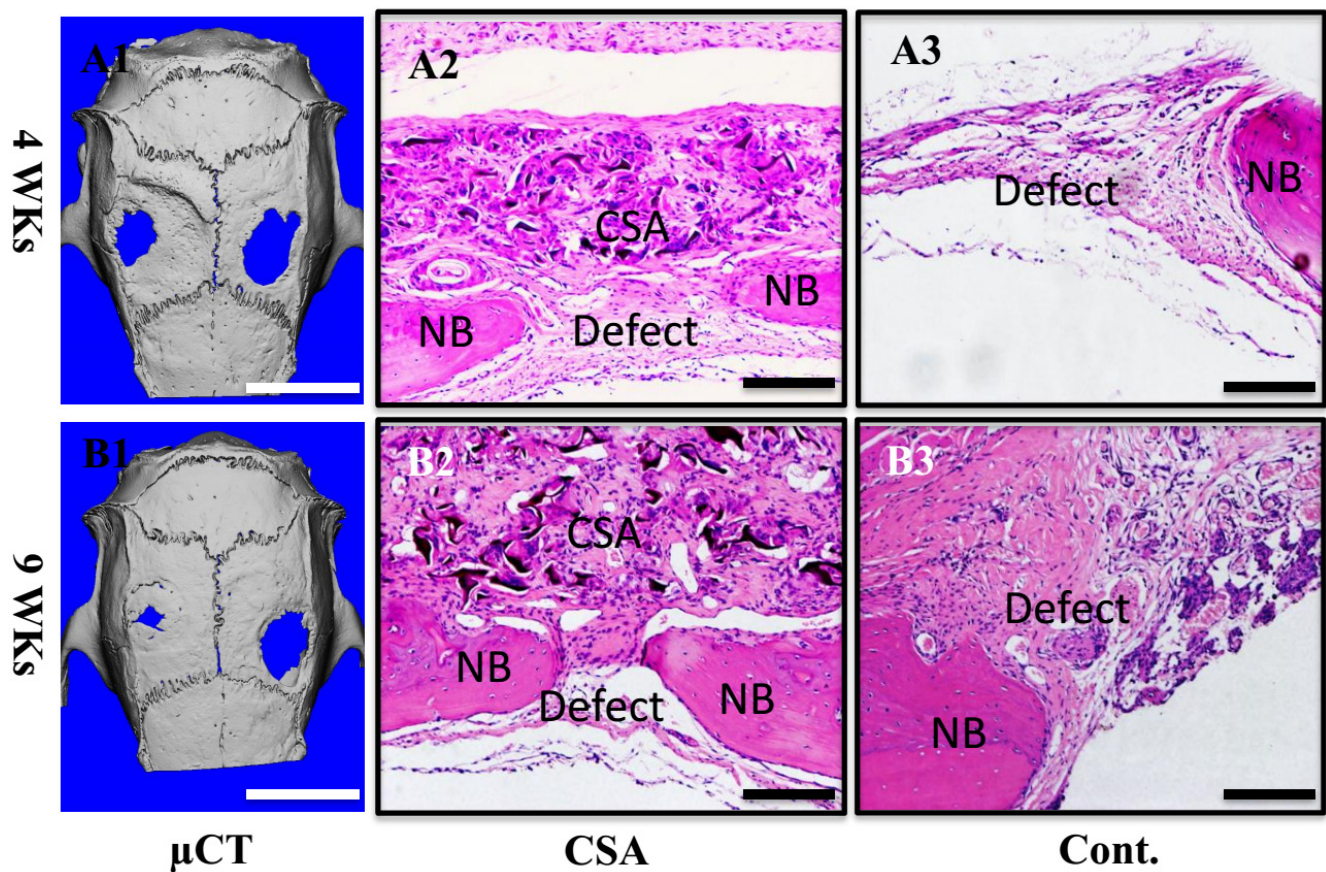 A1
A2
A3
4 WKs
CSA
Defect
NB
NB
NB
Defect
B1
B2
B3
9 WKs
CSA
Defect
NB
NB
Defect
NB
μCT
CSA
Cont.